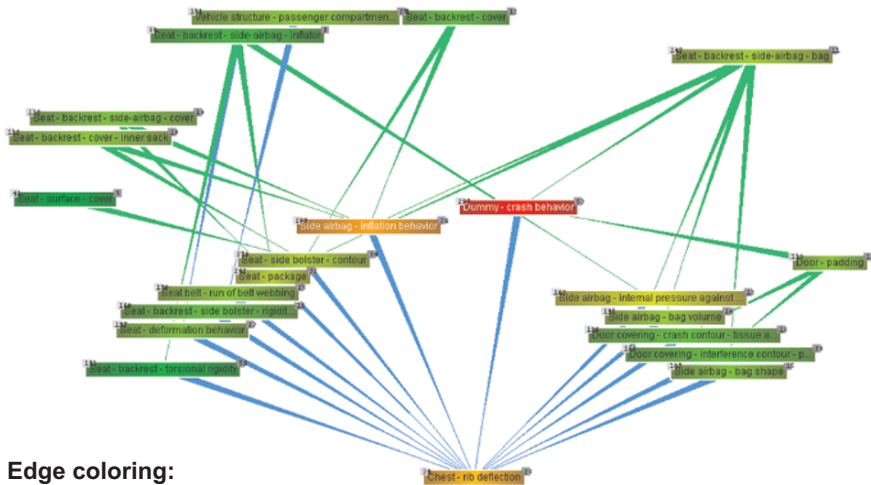 Vehicle structure - passenger compartmen...
Seat - backrest - cover
Seat - backrest - side-airbag - inflator
Seat - backrest - side-airbag - bag
Seat - backrest - side-airbag - cover
Seat - backrest - cover - inner sack
Seat - surface - cover
Dummy - crash behavior
Side airbag - inflation behavior
Seat - side bolster - contour
Door - padding
Seat - package
Seat belt - run of belt webbing
Side airbag - internal pressure against ...
Seat - backrest - side bolster - rigidit...
Side airbag - bag volume
Seat - deformation behavior
Door covering - crash contour - tissue a...
Door covering - interference contour - p...
Seat - backrest - torsional rigidity
Side airbag - bag shape
Chest - rib deflection
Edge coloring: